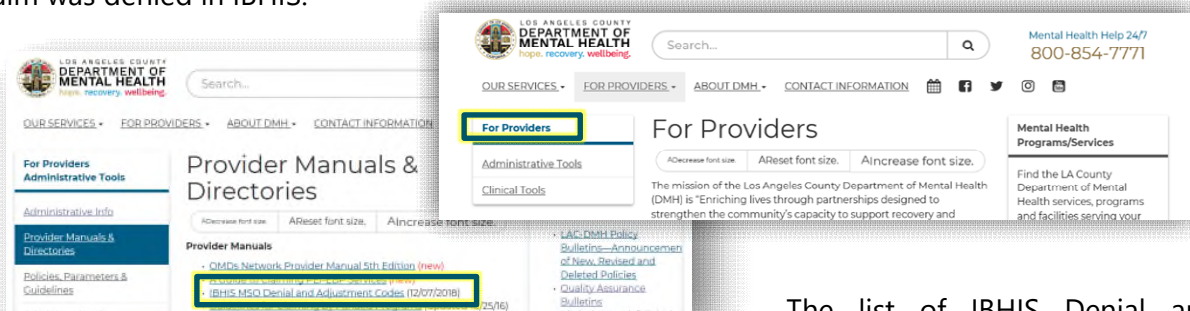 denied in IBHIS.
LOS ANGELES COUNTY
DEPARTMENT OF
MENTAL HEALTH
hope. recovery. wellbeing.
Search...
OUR SERVICES
FOR PROVIDERS
ABOUT DMH
CONTACT INFORMATION
For Providers
Administrative Tools
Administrative Info
Provider Manuals &
Directories
Policies, Parameters &
Guidelines
Provider Manuals &
Directories
ADecrease font size.
AReset font size.
AIncrease font size.
Provider Manuals
• OMDs Network Provider Manual 5th Edition (new)
• IBHIS MSO Denial and Adjustment Codes (12/07/2018)
• LAC-DMH Policy
Bulletins—Announcemen
of New, Revised and
Deleted Policies
• Quality Assurance
Bulletins
LOS ANGELES COUNTY
DEPARTMENT OF
MENTAL HEALTH
hope. recovery. wellbeing.
Search...
Mental Health Help 24/7
800-854-7771
OUR SERVICES
FOR PROVIDERS
ABOUT DMH
CONTACT INFORMATION
For Providers
Administrative Tools
Clinical Tools
For Providers
ADecrease font size.
AReset font size.
AIncrease font size.
The mission of the Los Angeles County Department of Mental Health
(DMH) is "Enriching lives through partnerships designed to
strengthen the community's capacity to support recovery and
Mental Health
Programs/Services
Find the LA County
Department of Mental
Health services, programs
and facilities serving your
The list of IBHIS Denial